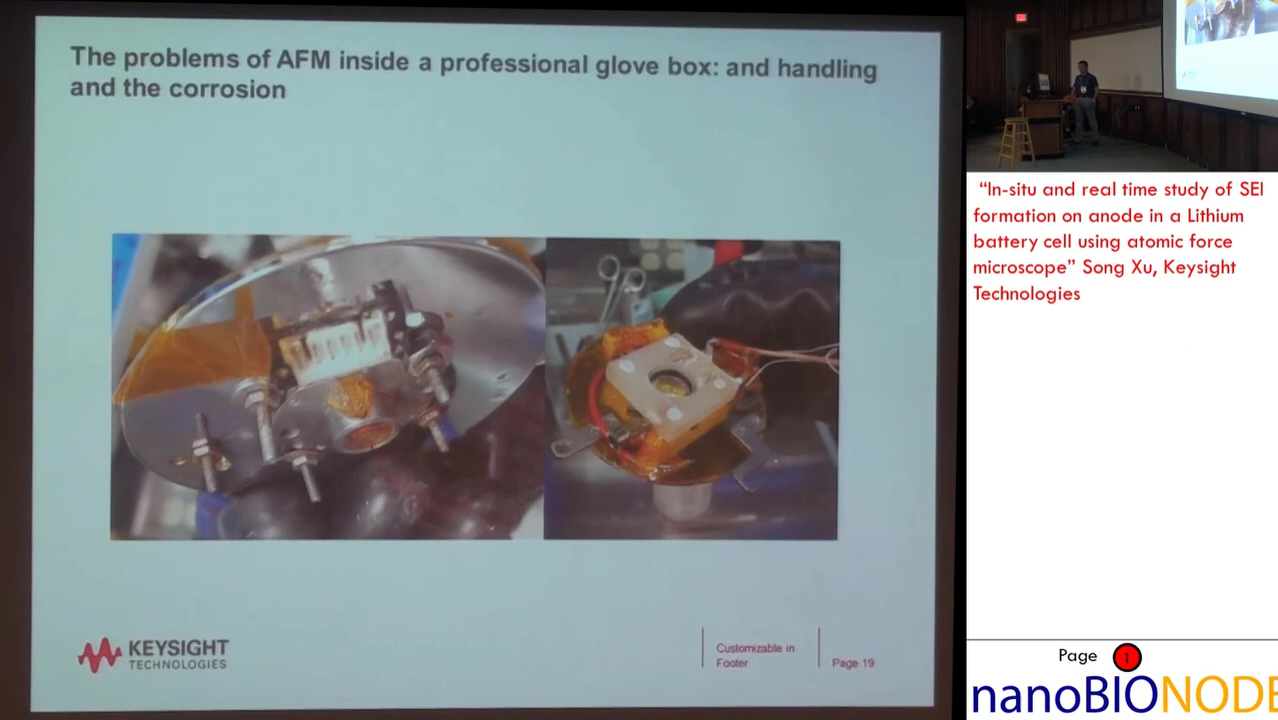 The problems of AFM inside a professional glove box: and handling
and the corrosion
KEYSIGHT
TECHNOLOGIES
Customizable in
Footer
Page 19
“In-situ and real time study of SEI
formation on anode in a Lithium
battery cell using atomic force
microscope” Song Xu, Keysight
Technologies
Page 1
nanoBIONODE